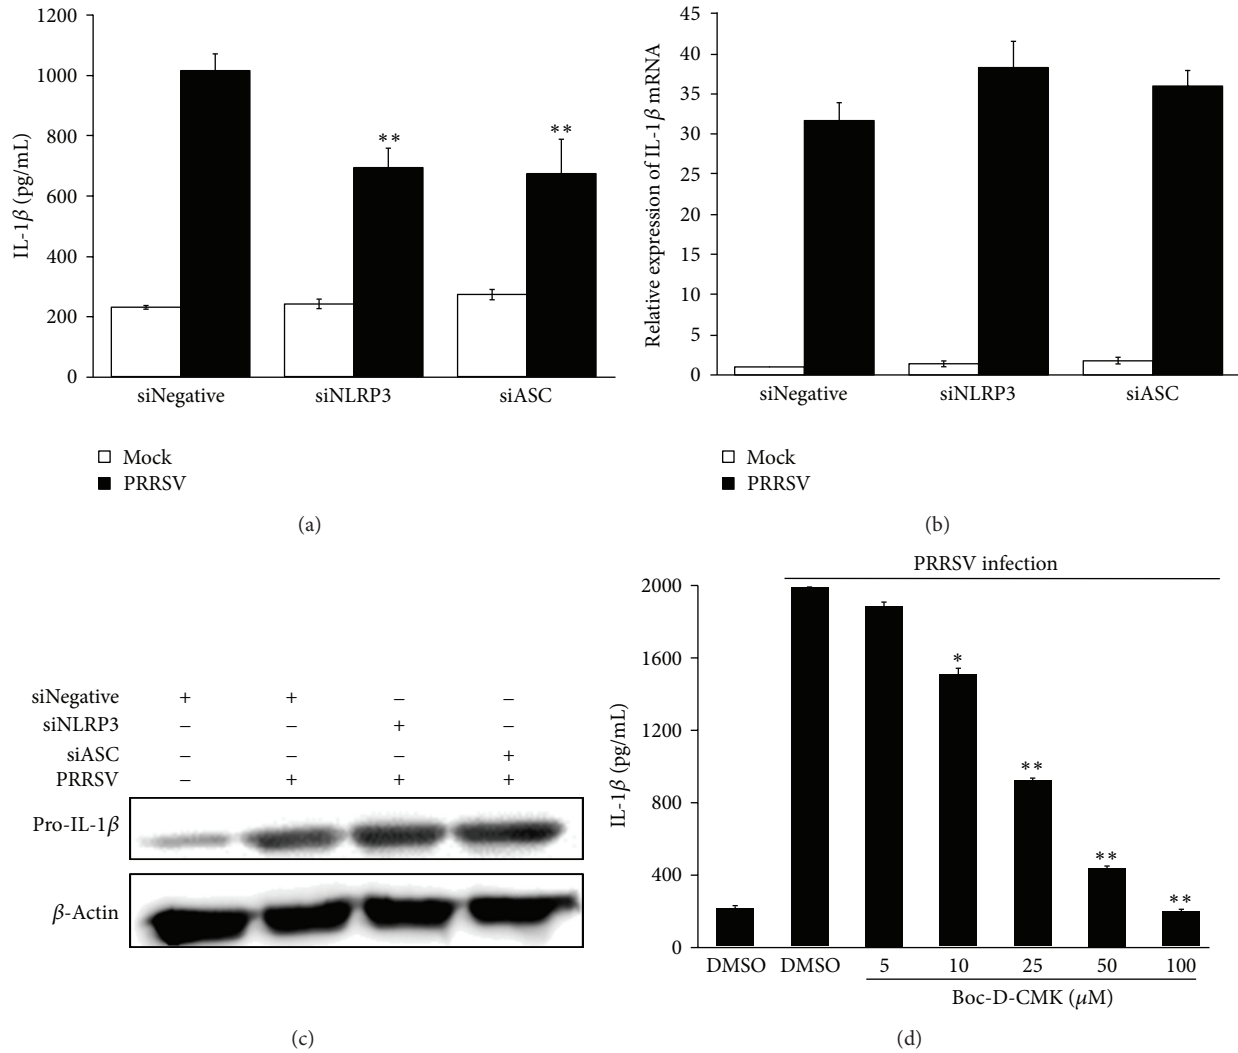 1200
1000
800
600
400
200
0
IL-1β (pg/mL)
**
**
siNegative
siNLRP3
siASC
Mock
PRRSV
(a)
45
40
35
30
25
20
15
10
5
0
Relative expression of IL-1β mRNA
siNegative
siNLRP3
siASC
Mock
PRRSV
(b)
siNegative + + − −
siNLRP3 − − + −
siASC − − − +
PRRSV − + + +
Pro-IL-1β
β-Actin
(c)
PRRSV infection
2000
1600
1200
800
400
0
IL-1β (pg/mL)
*
**
**
**
DMSO DMSO 5 10 25 50 100
Boc-D-CMK (μM)
(d)